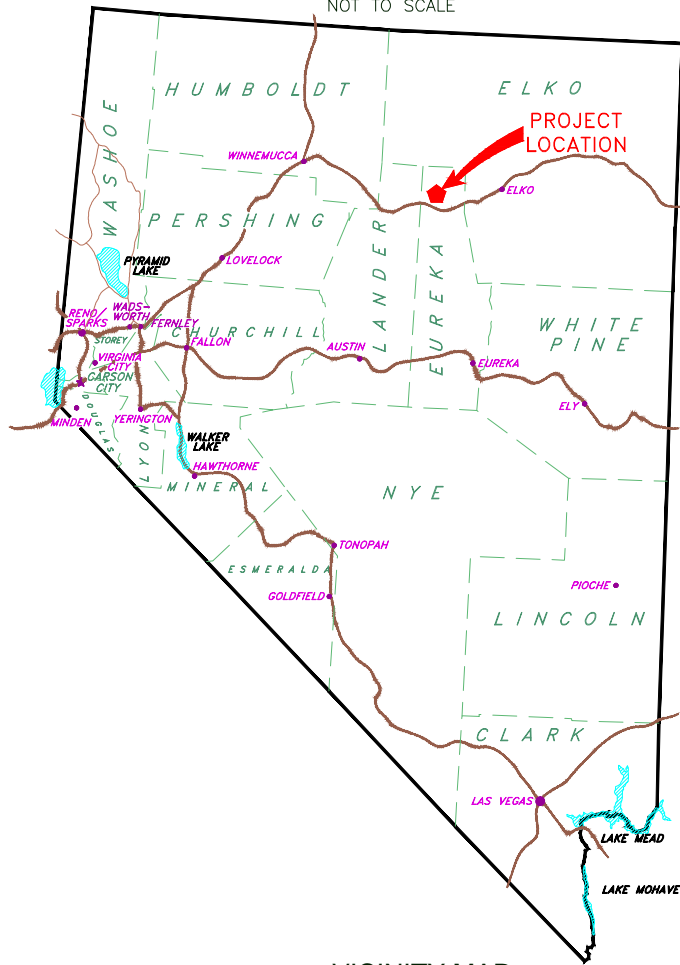 NOT TO SCALE
HUMBOLDT
ELKO
WASHOE
PROJECT
LOCATION
WINNEMUCCA
ELKO
PERSHING
LANDER
EUREKA
PYRAMID
LAKE
LOVELOCK
RENO/
SPARKS
WADS-
WORTH
FERNLEY
STOREY
CHURCHILL
FALLON
AUSTIN
WHITE
PINE
VIRGINIA
CITY
CARSON
CITY
EUREKA
ELY
MINDEN
DOUGLAS
YERINGTON
LYON
WALKER
LAKE
HAWTHORNE
MINERAL
NYE
TONOPAH
ESMERALDA
GOLDFIELD
PIOCHE
LINCOLN
CLARK
LAS VEGAS
LAKE MEAD
LAKE MOHAVE
VICINITY MAP